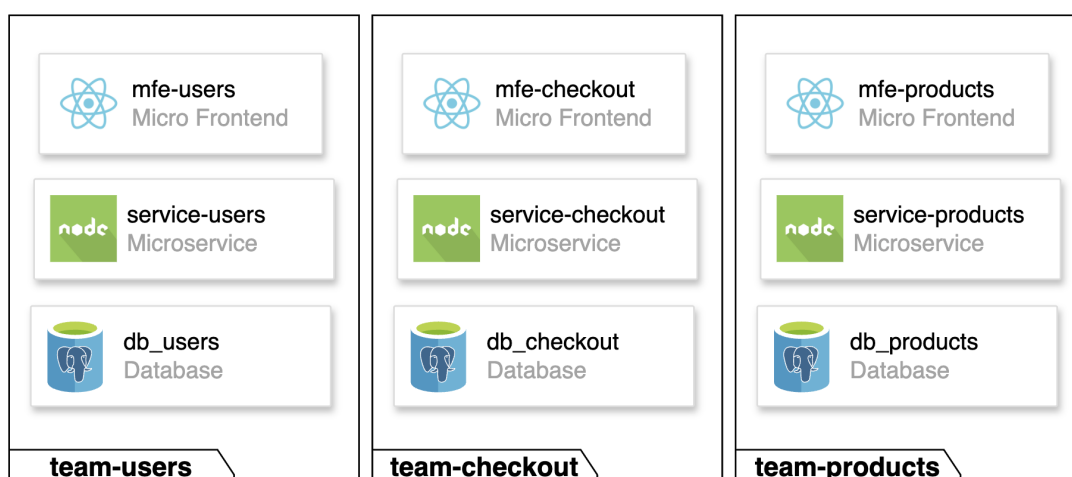 mfe-users
Micro Frontend
node
service-users
Microservice
db_users
Database
team-users
mfe-checkout
Micro Frontend
node
service-checkout
Microservice
db_checkout
Database
team-checkout
mfe-products
Micro Frontend
node
service-products
Microservice
db_products
Database
team-products